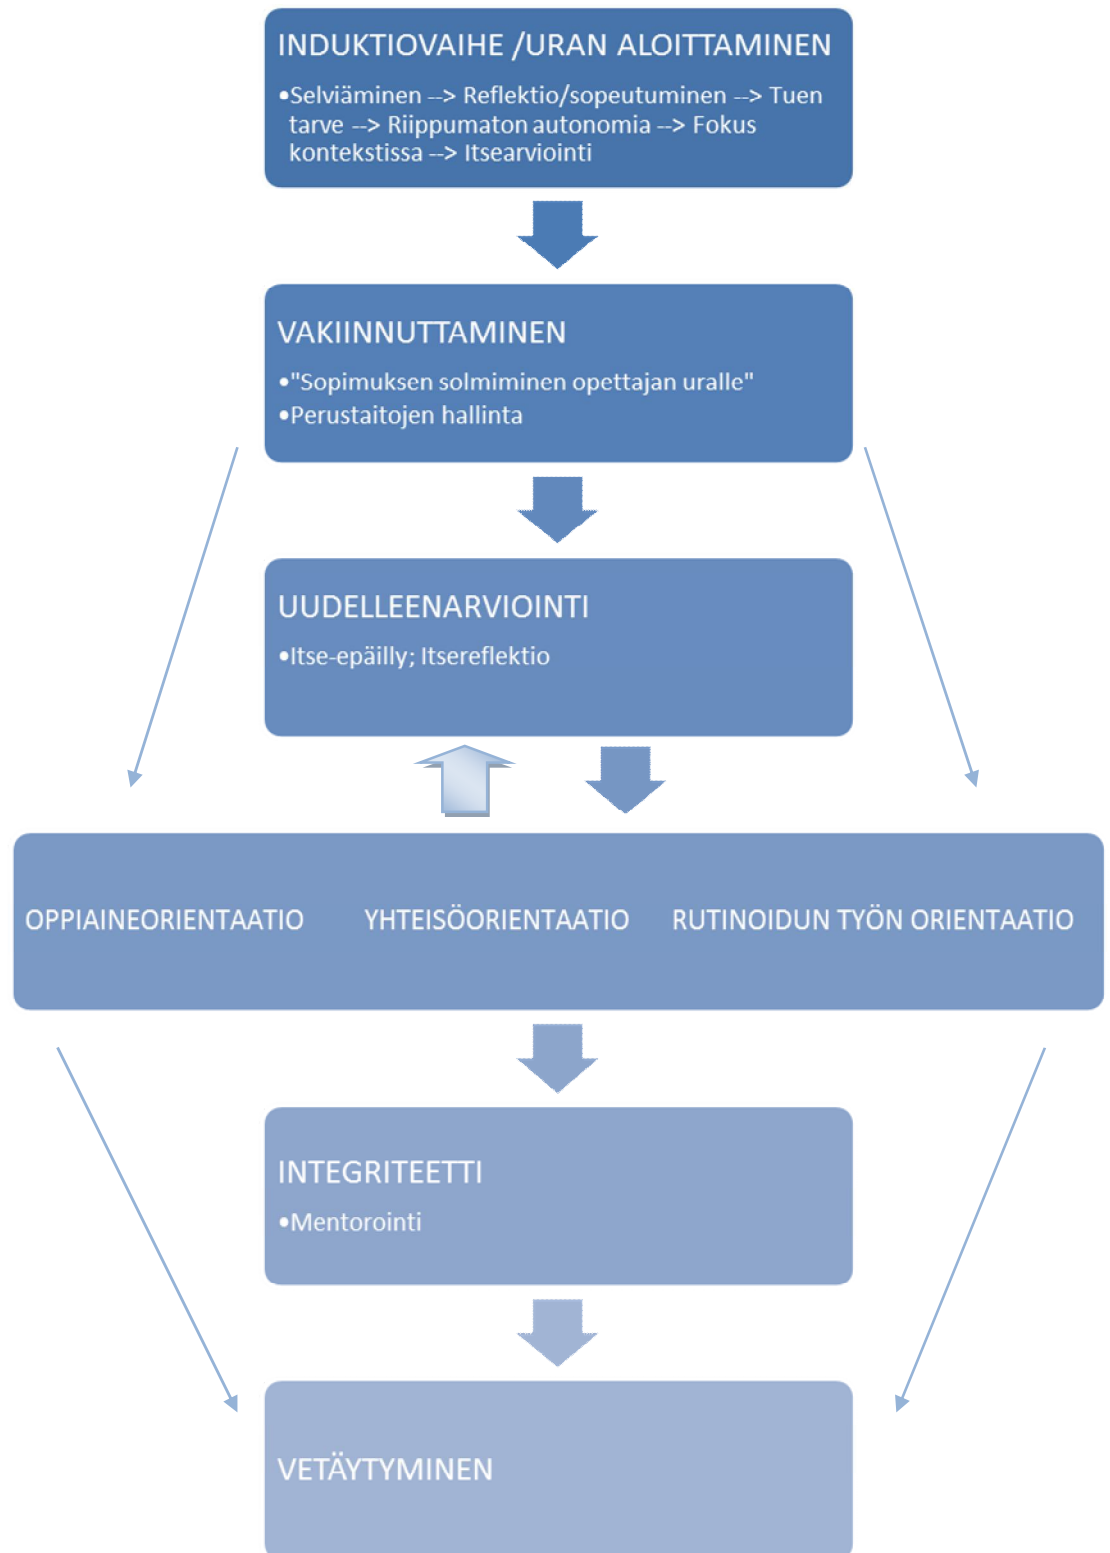 INDUKTIOVAIHE /URAN ALOITTAMINEN
•Selviäminen --> Reflektio/sopeutuminen --> Tuen
tarve --> Riippumaton autonomia --> Fokus
kontekstissa --> Itsearviointi
VAKIINNUTTAMINEN
•"Sopimuksen solmiminen opettajan uralle"
•Perustaitojen hallinta
UUDELLEENARVIOINTI
•Itse-epäilly; Itsereflektio
OPPIAINEORIENTAATIO YHTEISÖORIENTAATIO RUTINOIDUN TYÖN ORIENTAATIO
INTEGRITEETTI
•Mentorointi
VETÄYTYMINEN